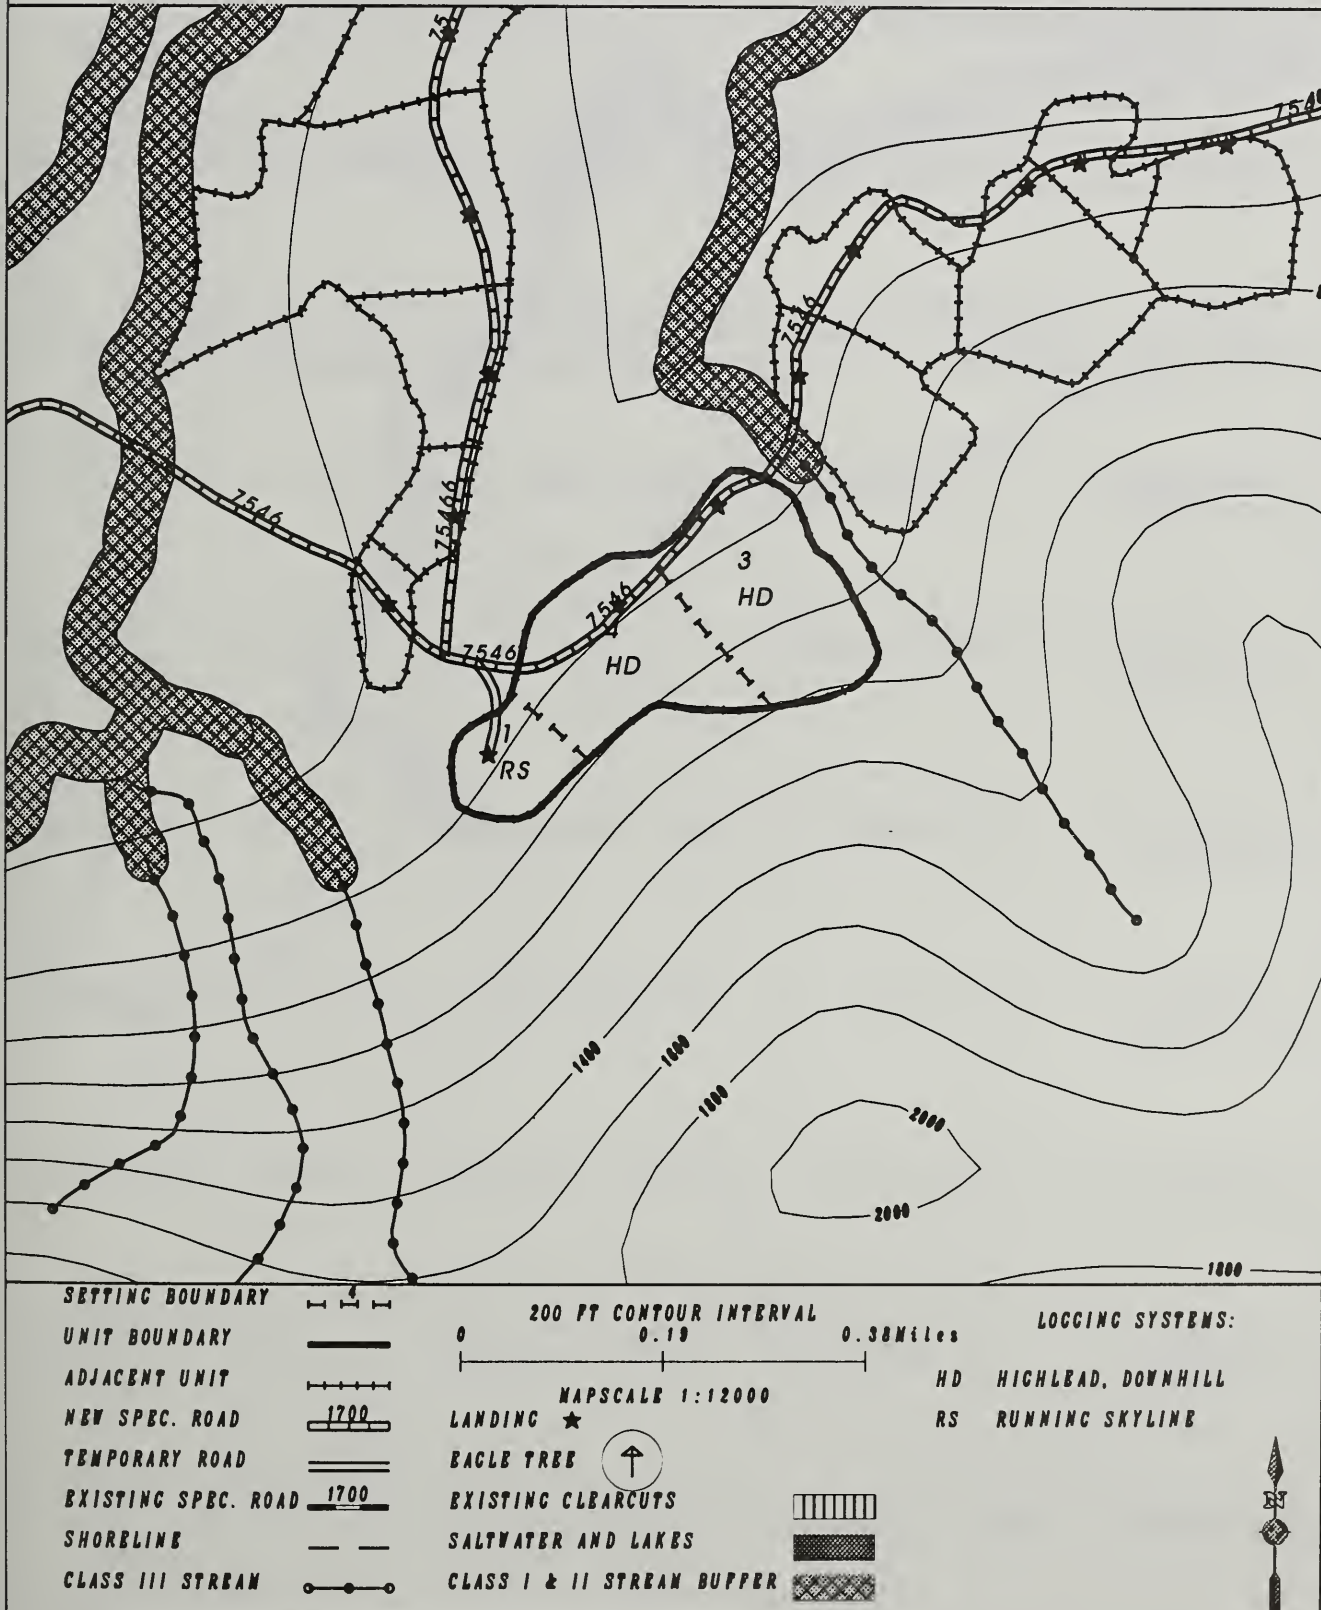 75
7546
7546
7546
75466
3
HD
7546
7546
4
HD
1
RS
1400
1600
1800
2000
2000
1800
SETTING BOUNDARY
4
UNIT BOUNDARY
ADJACENT UNIT
NEW SPEC. ROAD 1700
TEMPORARY ROAD
EXISTING SPEC. ROAD 1700
SHORELINE
CLASS III STREAM
200 FT CONTOUR INTERVAL
0 0.19 0.38Miles
MAPSCALE 1:12000
LANDING
EAGLE TREE
EXISTING CLEARCUTS
SALTWATER AND LAKES
CLASS I & II STREAM BUFFER
LOGGING SYSTEMS:
HD HIGHLEAD, DOWNHILL
RS RUNNING SKYLINE
N